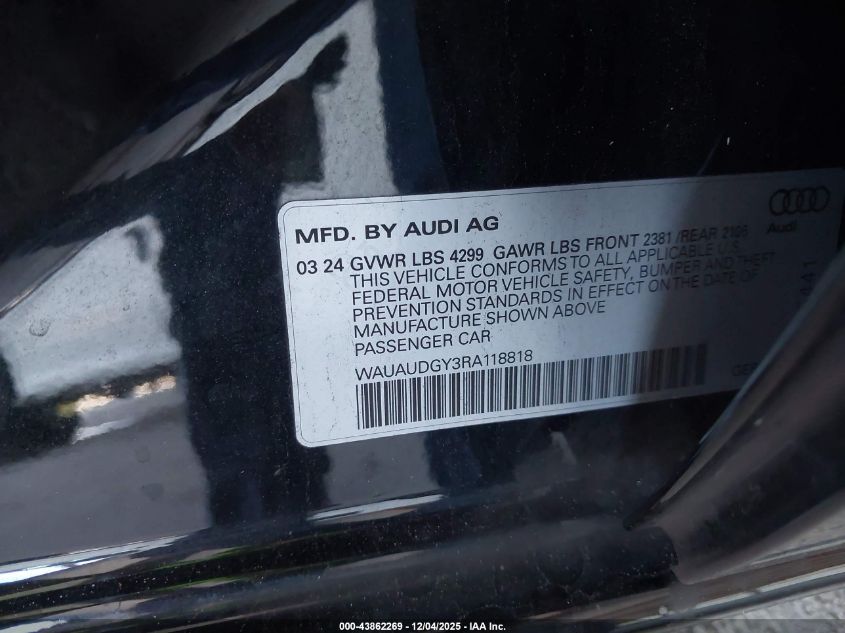 MFD. BY AUDI AG
Audi
03 24 GVWR LBS 4299 GAWR LBS FRONT 2381 /REAR 2106
THIS VEHICLE CONFORMS TO ALL APPLICABLE U.S.
FEDERAL MOTOR VEHICLE SAFETY, BUMPER AND THEFT
PREVENTION STANDARDS IN EFFECT ON THE DATE OF
MANUFACTURE SHOWN ABOVE
PASSENGER CAR
WAUAUDGY3RA118818
000-43862269 - 12/04/2025 - IAA Inc.